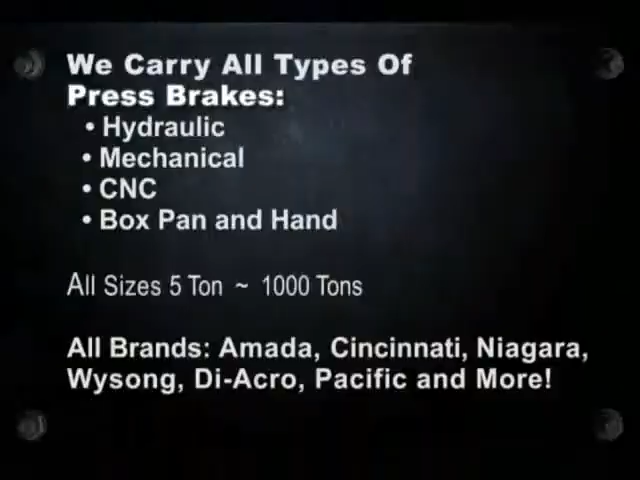 We Carry All Types Of
Press Brakes:
• Hydraulic
• Mechanical
• CNC
• Box Pan and Hand
All Sizes 5 Ton ~ 1000 Tons
All Brands: Amada, Cincinnati, Niagara,
Wysong, Di-Acro, Pacific and More!